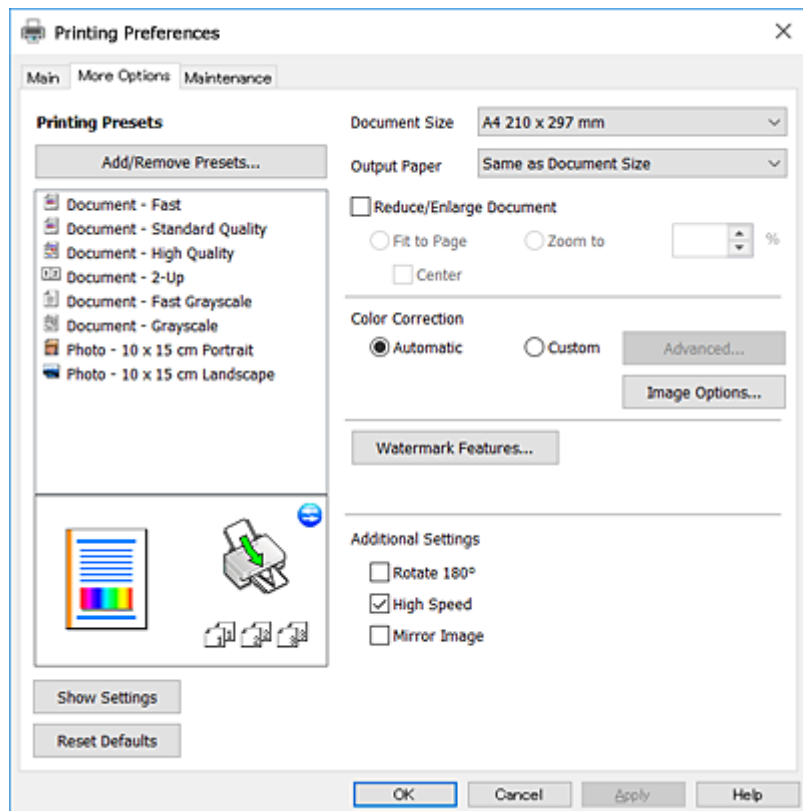 Printing Preferences
Main More Options Maintenance
Printing Presets
Add/Remove Presets...
Document - Fast
Document - Standard Quality
Document - High Quality
Document - 2-Up
Document - Fast Grayscale
Document - Grayscale
Photo - 10 x 15 cm Portrait
Photo - 10 x 15 cm Landscape
Show Settings
Reset Defaults
Document Size A4 210 x 297 mm
Output Paper Same as Document Size
Reduce/Enlarge Document
Fit to Page Zoom to %
Center
Color Correction
Automatic Custom Advanced...
Image Options...
Watermark Features...
Additional Settings
Rotate 180°
High Speed
Mirror Image
OK Cancel Apply Help